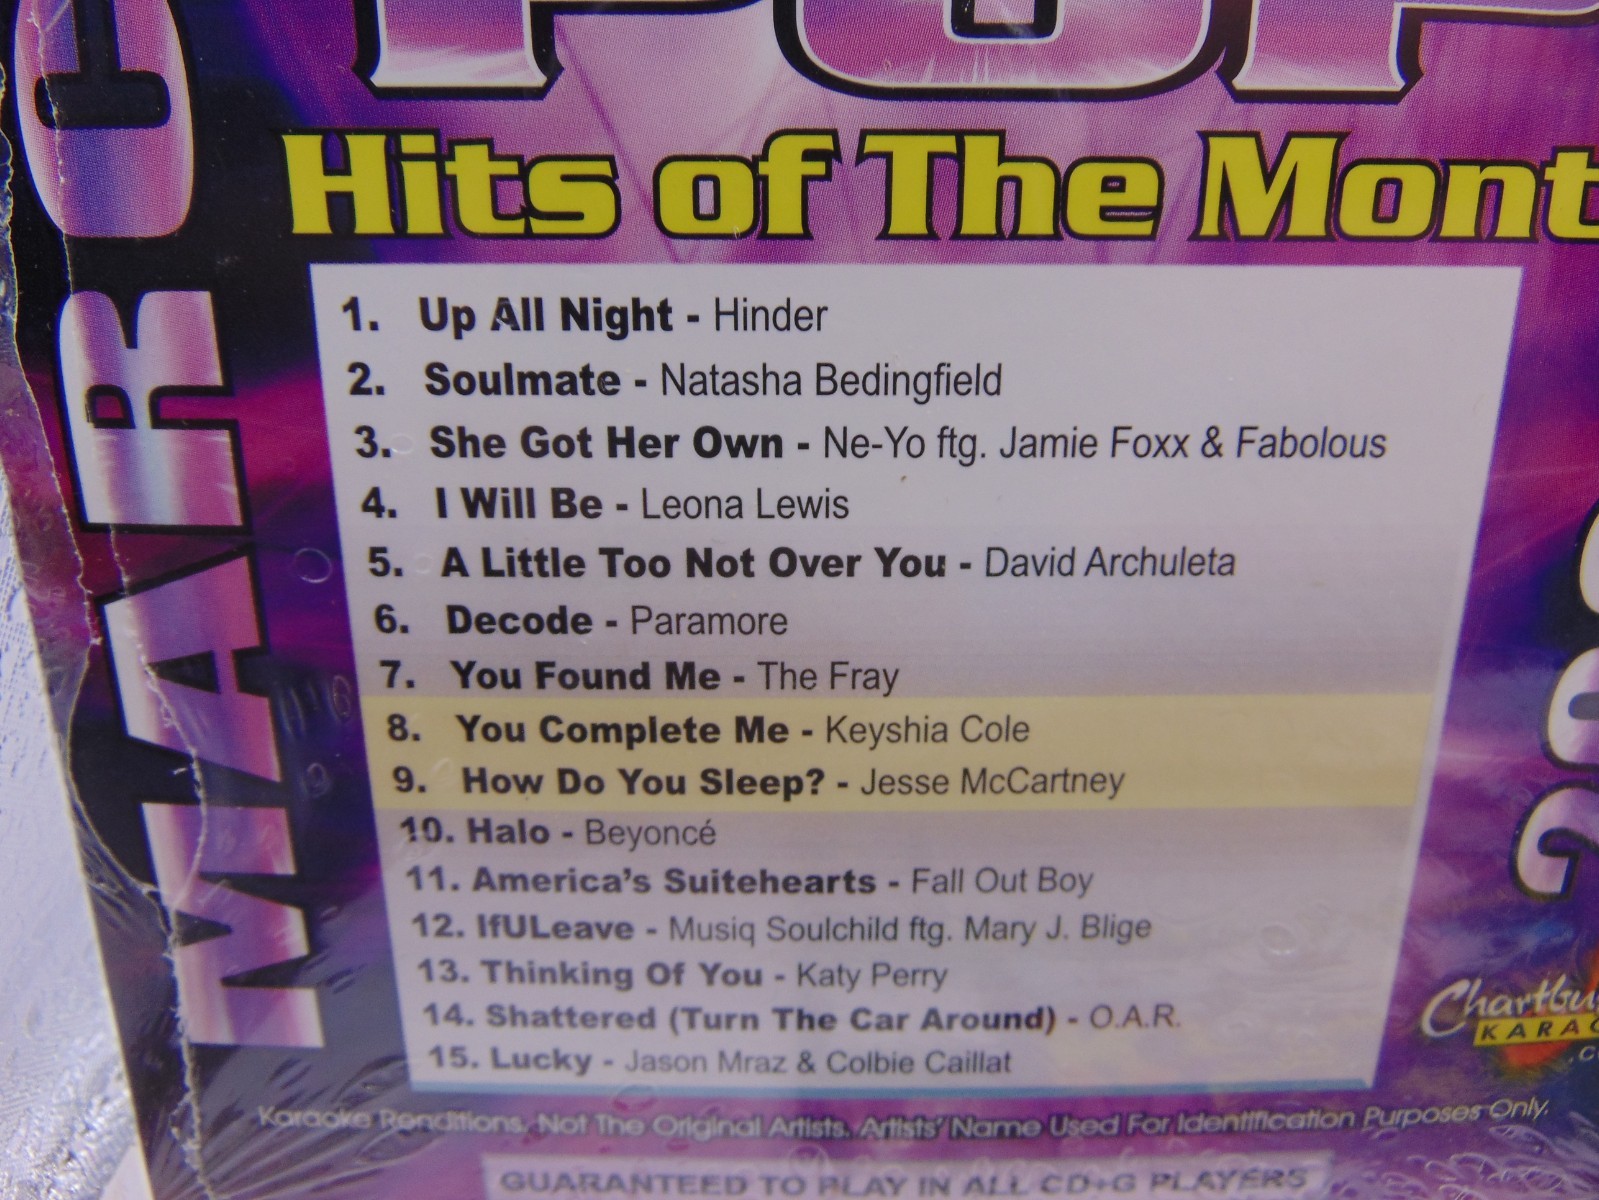 POP
Hits of The Mont
MARC
1. Up All Night - Hinder
2. Soulmate - Natasha Bedingfield
3. She Got Her Own - Ne-Yo ftg. Jamie Foxx & Fabolous
4. I Will Be - Leona Lewis
5. A Little Too Not Over You - David Archuleta
6. Decode - Paramore
7. You Found Me - The Fray
8. You Complete Me - Keyshia Cole
9. How Do You Sleep? - Jesse McCartney
10. Halo - Beyoncé
11. America's Suitehearts - Fall Out Boy
12. IfULeave - Musiq Soulchild ftg. Mary J. Blige
13. Thinking Of You - Katy Perry
14. Shattered (Turn The Car Around) - O.A.R.
15. Lucky - Jason Mraz & Colbie Caillat
20
Chartbu
KARAO
.c
Karaoke Renditions. Not The Original Artists. Artists' Name Used For Identification Purposes Only.
GUARANTEED TO PLAY IN ALL CD+G PLAYERS